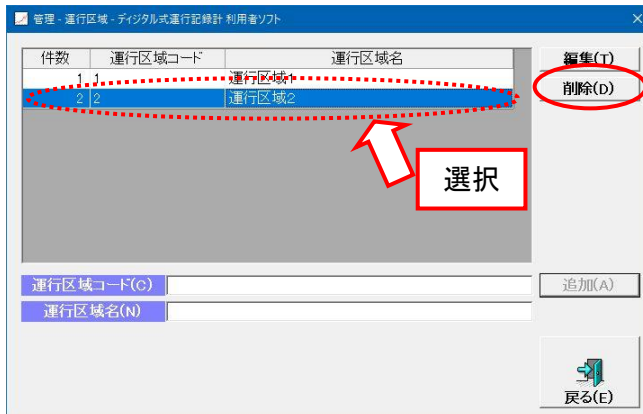 管理 - 運行区域 - ディジタル式運行記録計 利用者ソフト
件数 運行区域コード 運行区域名
1 1 運行区域1
2 2 運行区域2
編集(T)
削除(D)
選択
運行区域コード(C)
追加(A)
運行区域名(N)
戻る(E)